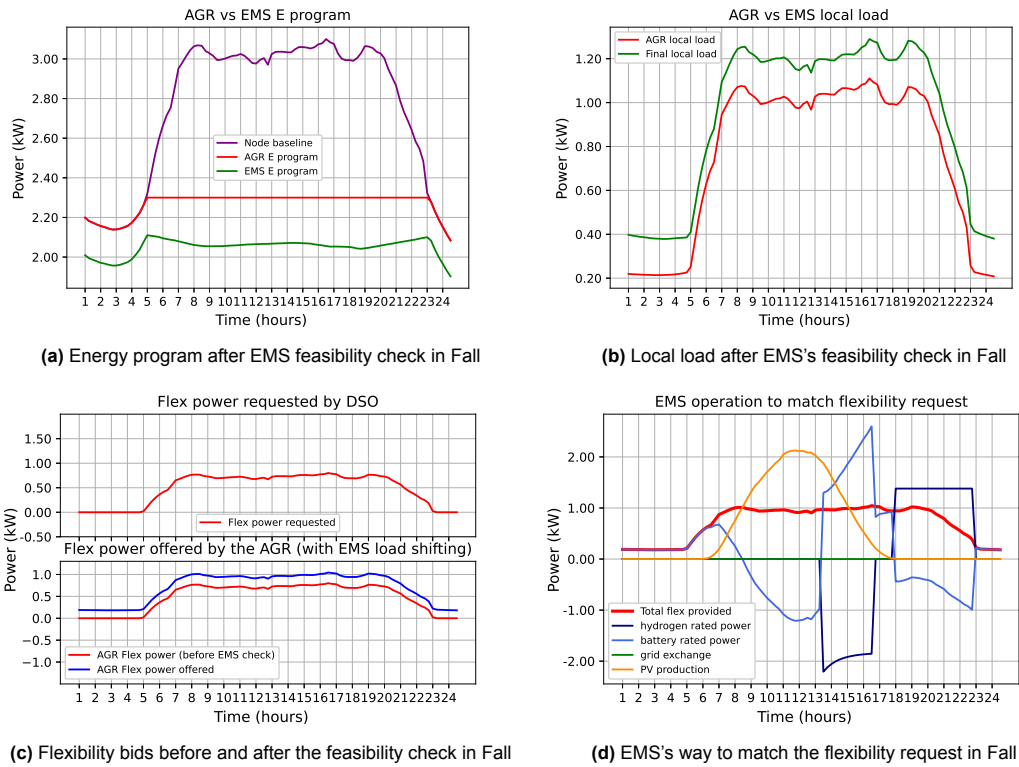 AGR vs EMS E program
Power (kW)
3.00
2.80
2.60
2.40
2.20
2.00
Node baseline
AGR E program
EMS E program
1 2 3 4 5 6 7 8 9 10 11 12 13 14 15 16 17 18 19 20 21 22 23 24
Time (hours)
(a) Energy program after EMS feasibility check in Fall
AGR vs EMS local load
Power (kW)
1.20
1.00
0.80
0.60
0.40
0.20
AGR local load
Final local load
1 2 3 4 5 6 7 8 9 10 11 12 13 14 15 16 17 18 19 20 21 22 23 24
Time (hours)
(b) Local load after EMS's feasibility check in Fall
Flex power requested by DSO
Power (kW)
1.50
1.00
0.50
0.00
-0.50
Flex power requested
Flex power offered by the AGR (with EMS load shifting)
1.0
0.5
0.0
−0.5
−1.0
AGR Flex power (before EMS check)
AGR Flex power offered
1 2 3 4 5 6 7 8 9 10 11 12 13 14 15 16 17 18 19 20 21 22 23 24
Time (hours)
(c) Flexibility bids before and after the feasibility check in Fall
EMS operation to match flexibility request
Power (kW)
2.00
1.00
0.00
-1.00
-2.00
Total flex provided
hydrogen rated power
battery rated power
grid exchange
PV production
1 2 3 4 5 6 7 8 9 10 11 12 13 14 15 16 17 18 19 20 21 22 23 24
Time (hours)
(d) EMS's way to match the flexibility request in Fall